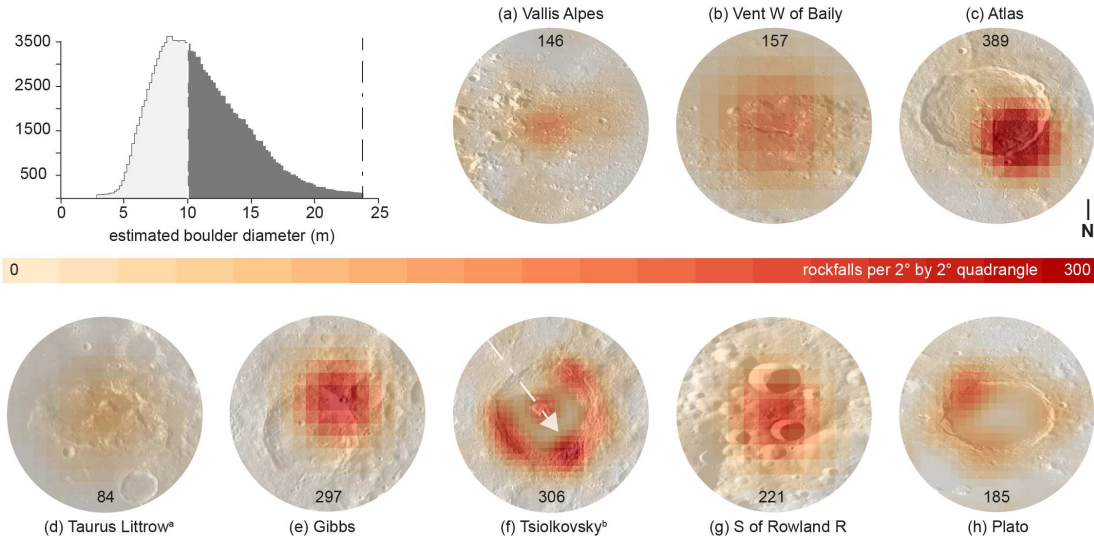 (a) Vallis Alpes
(b) Vent W of Baily
(c) Atlas
3500
2500
1500
500
0
5
10
15
20
25
estimated boulder diameter (m)
146
157
389
N
0
rockfalls per 2° by 2° quadrangle
300
84
297
306
221
185
(d) Taurus Littrowᵃ
(e) Gibbs
(f) Tsiolkovskyᵇ
(g) S of Rowland R
(h) Plato